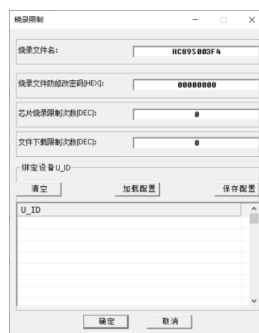 烧录限制
烧录文件名: HC89S003F4
烧录文件防修改密码(HEX): 00000000
芯片烧录限制次数(DEC): 0
文件下载限制次数(DEC): 0
绑定设备U_ID
清空 加载配置 保存配置
U_ID
确定 取消